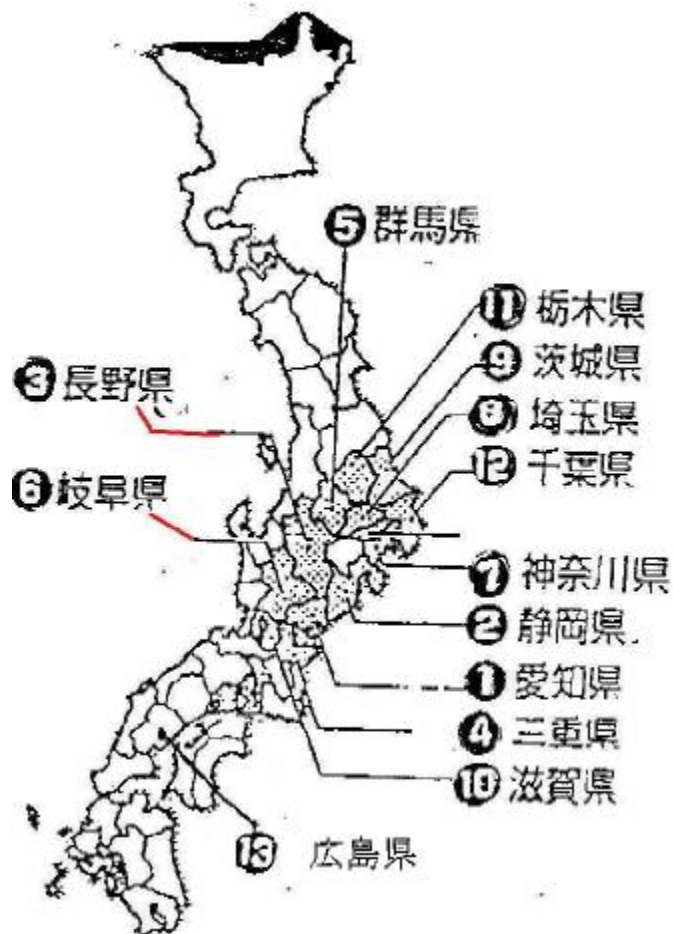 ❺群馬県
⓫栃木県
❾茨城県
❸長野県
❽埼玉県
⓬千葉県
❻岐阜県
❼神奈川県
❷静岡県
❶愛知県
❹三重県
❿滋賀県
⓭広島県